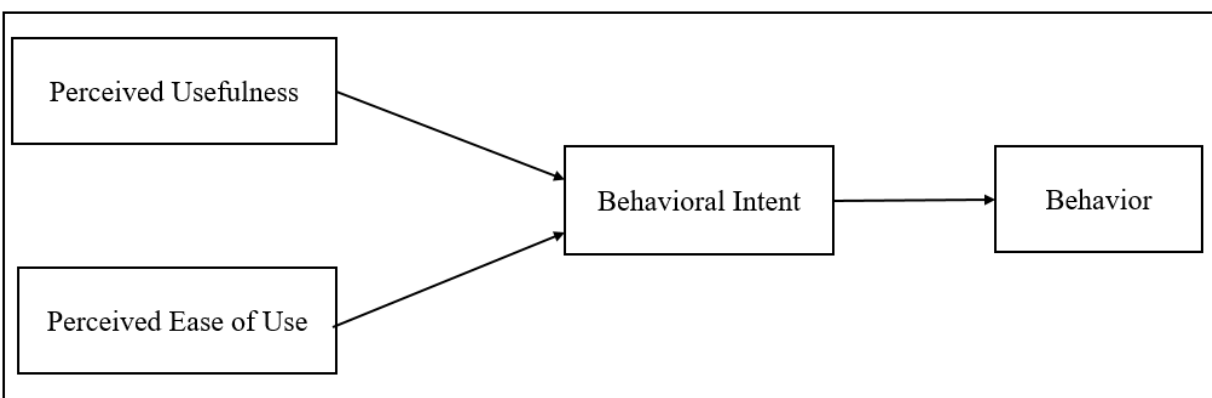 Perceived Usefulness
Perceived Ease of Use
Behavioral Intent
Behavior